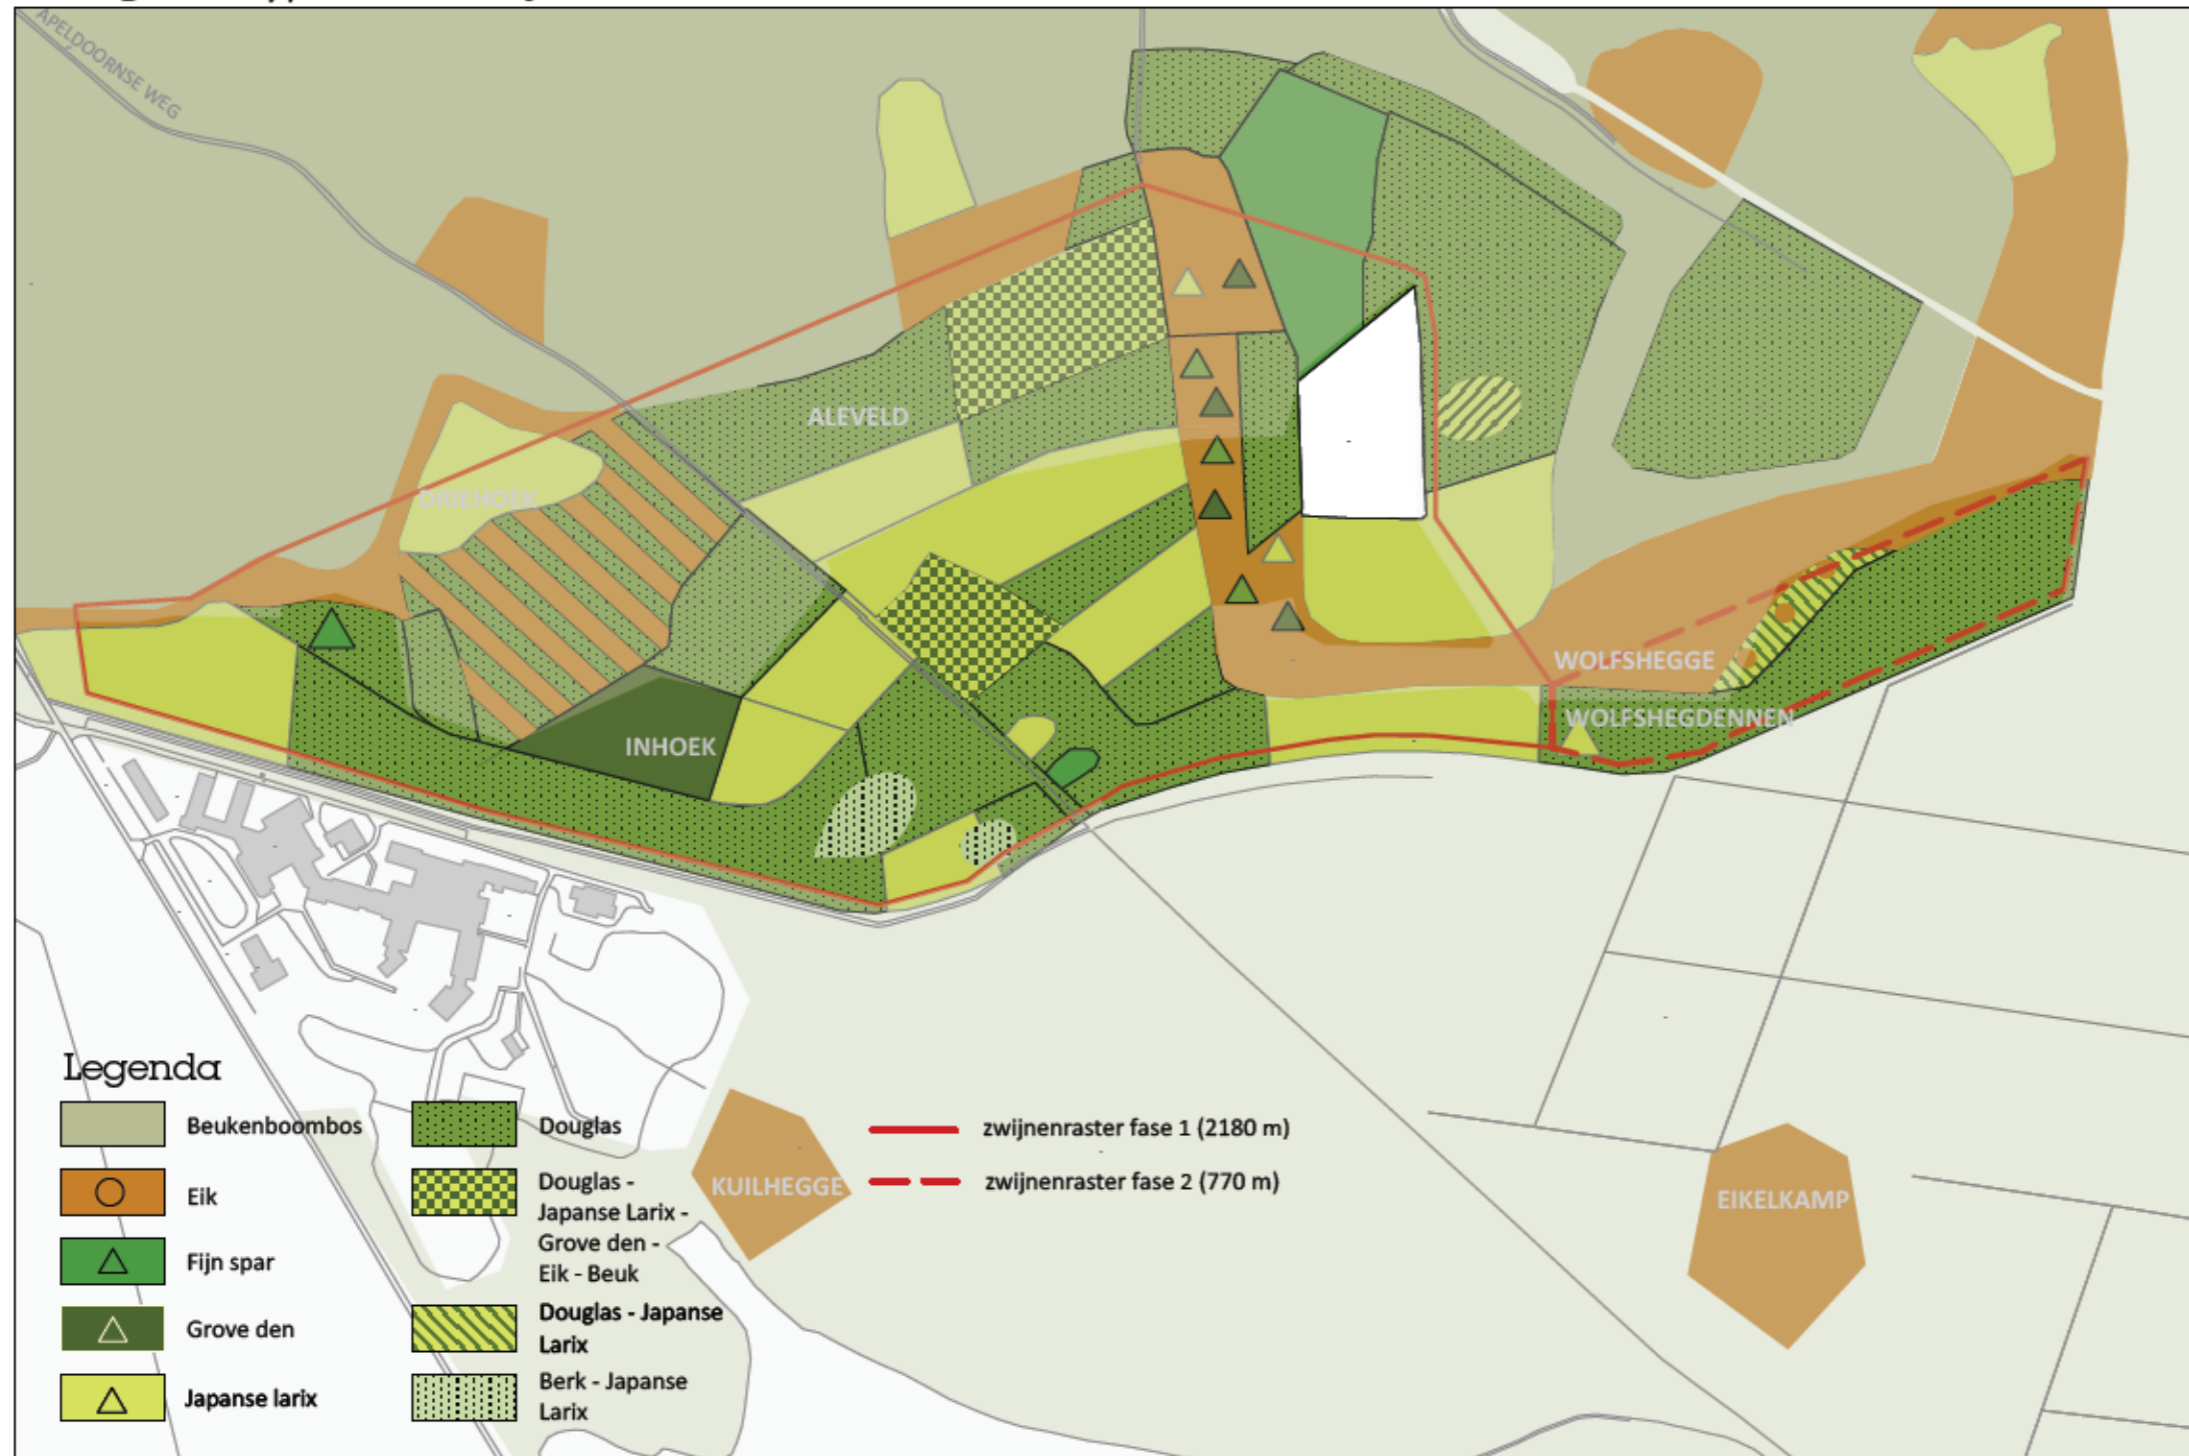 APELDOORNSE WEG
ALEVELD
DRIEHOEK
WOLFSHEGGE
WOLFSHEGDENNEN
INHOEK
KUILHEGGE
EIKELKAMP
Legenda
Beukenboombos
Eik
Fijn spar
Grove den
Japanse larix
Douglas
Douglas -
Japanse Larix -
Grove den -
Eik - Beuk
Douglas - Japanse
Larix
Berk - Japanse
Larix
zwijnenraster fase 1 (2180 m)
zwijnenraster fase 2 (770 m)